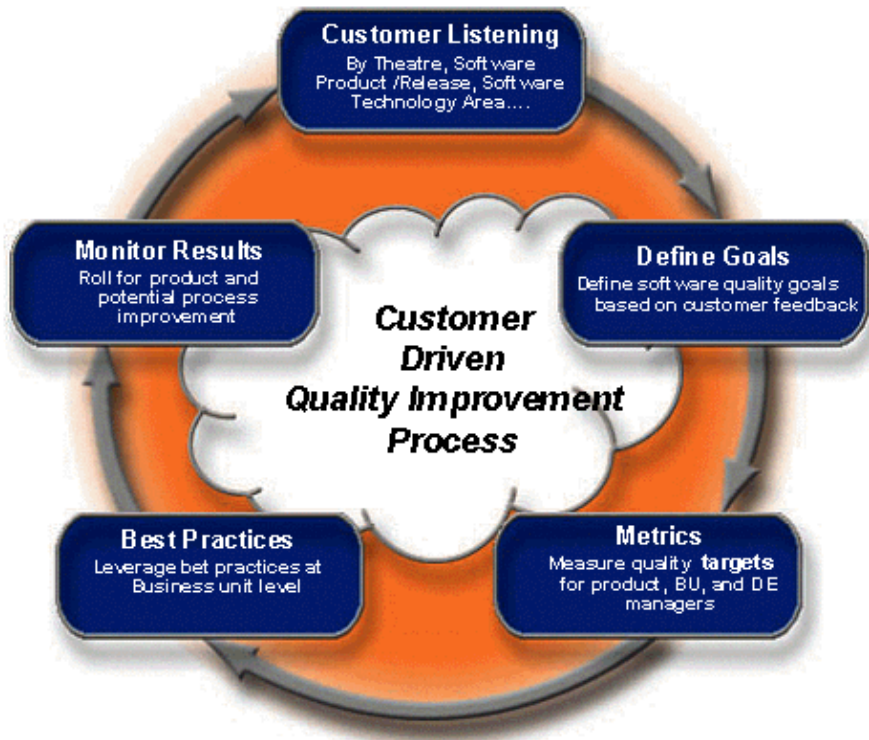 Customer Listening
By Theatre, Software
Product /Release, Software
Technology Area....
Define Goals
Define software quality goals
based on customer feedback
Metrics
Measure quality targets
for product, BU, and DE
managers
Best Practices
Leverage bet practices at
Business unit level
Monitor Results
Roll for product and
potential process
improvement
Customer
Driven
Quality Improvement
Process